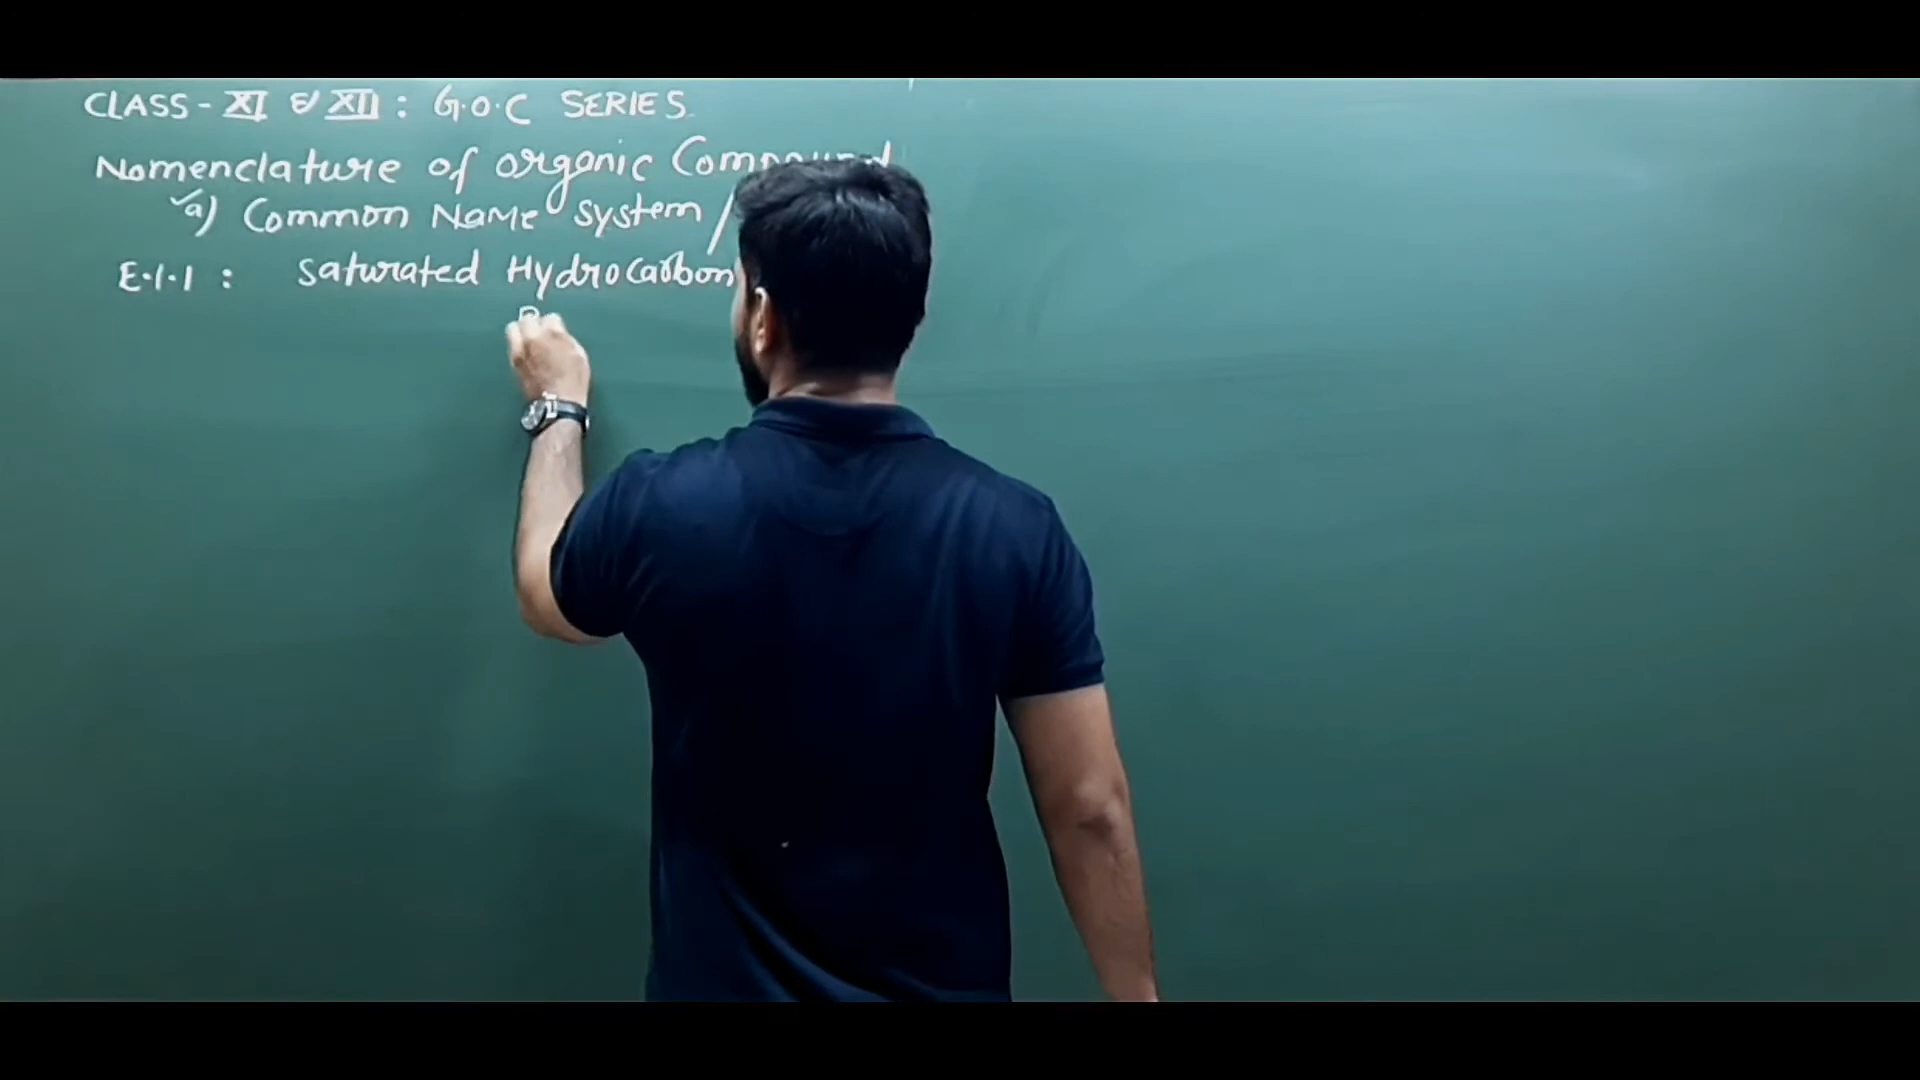 CLASS - XI & XII : G.O.C SERIES
Nomenclature of organic Compound
a) Common Name system /
E.1.1 : Saturated Hydrocarbon